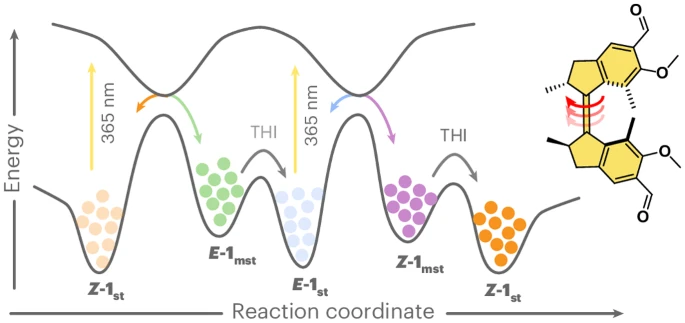 Energy
365 nm
THI
365 nm
THI
Z-1st
E-1mst
E-1st
Z-1mst
Z-1st
Reaction coordinate
O
O
O
O